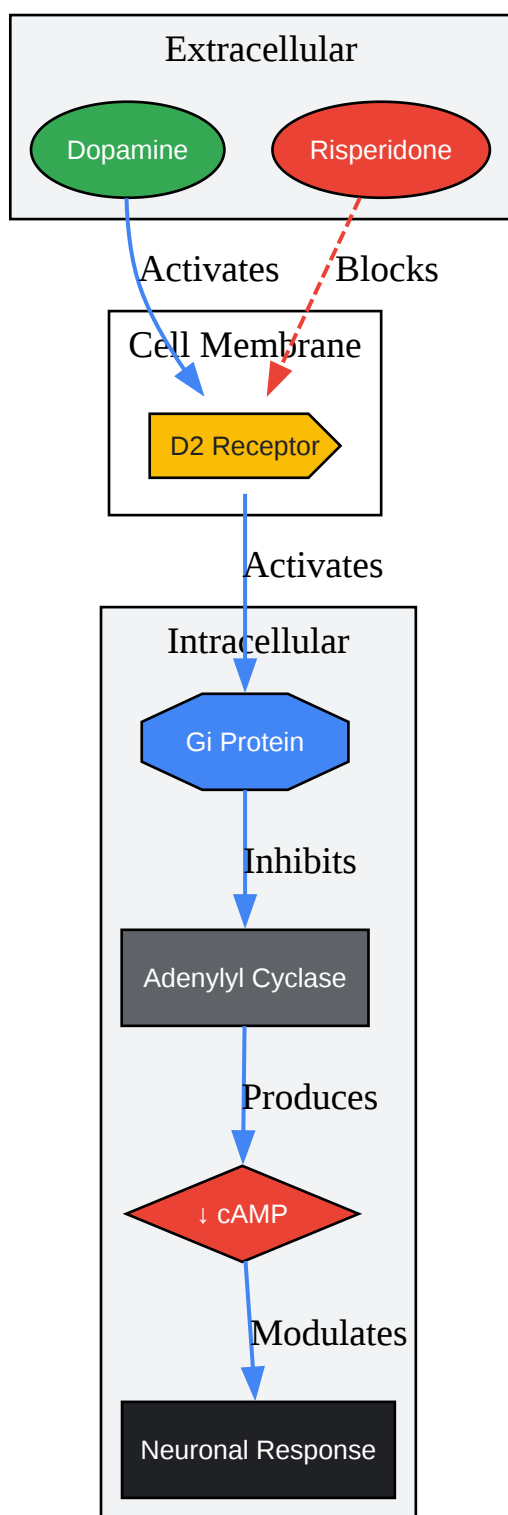 Extracellular
Dopamine
Risperidone
Activates
Blocks
Cell Membrane
D2 Receptor
Activates
Intracellular
Gi Protein
Inhibits
Adenylyl Cyclase
Produces
↓ cAMP
Modulates
Neuronal Response